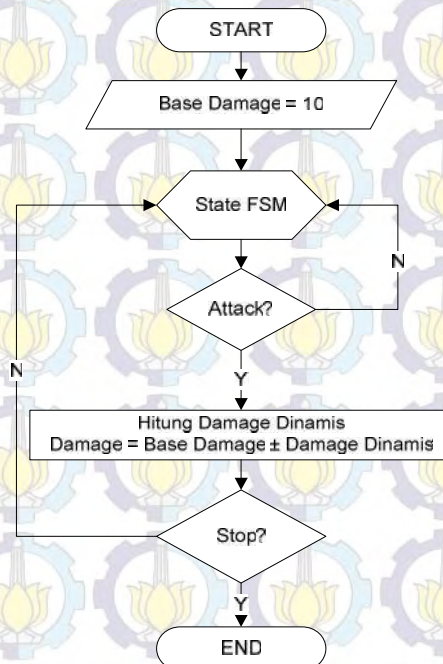 START
Base Damage = 10
State FSM
N
Attack?
N
Y
Hitung Damage Dinamis
Damage = Base Damage ± Damage Dinamis
Stop?
Y
END